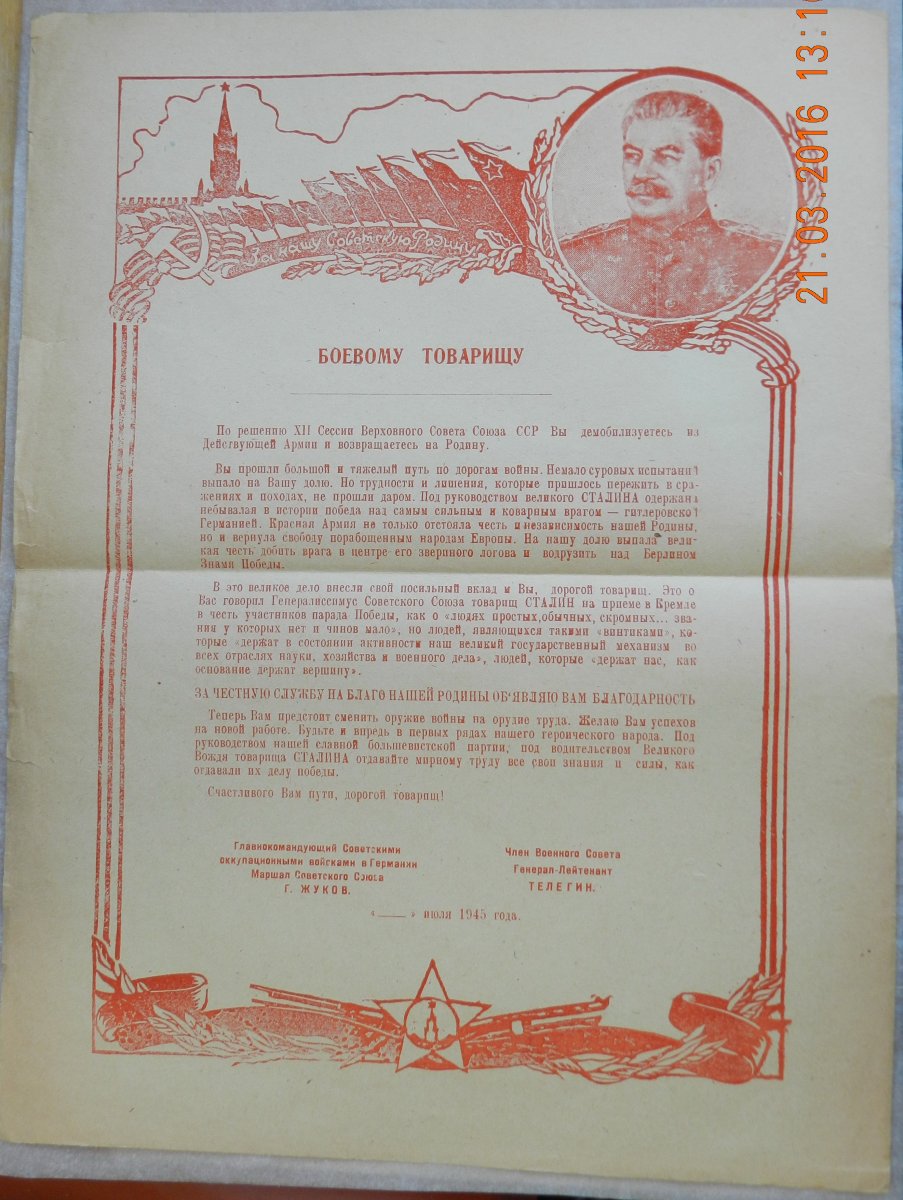 21.03.2016 13:1
За нашу Советскую Родину!
БОЕВОМУ ТОВАРИЩУ
По решению XII Сессии Верховного Совета Союза ССР Вы демобилизуетесь из
Действующей Армии и возвращаетесь на Родину.
Вы прошли большой и тяжелый путь по дорогам войны. Немало суровых испытаний
выпало на Вашу долю. Но трудности и лишения, которые пришлось пережить в сра-
жениях и походах, не прошли даром. Под руководством великого СТАЛИНА одержана
небывалая в истории победа над самым сильным и коварным врагом — гитлеровской
Германией. Красная Армия не только отстояла честь и независимость нашей Родины,
но и вернула свободу порабощенным народам Европы. На нашу долю выпала вели-
кая честь добить врага в центре его звериного логова и водрузить над Берлином
Знамя Победы.
В это великое дело внесли свой посильный вклад и Вы, дорогой товарищ. Это о
Вас говорил Генералиссимус Советского Союза товарищ СТАЛИН на приеме в Кремле
в честь участников парада Победы, как о «людях простых,обычных, скромных... зва-
ния у которых нет и чинов мало», но людей, являющихся такими «винтиками», ко-
торые «держат в состоянии активности наш великий государственный механизм во
всех отраслях науки, хозяйства и военного дела», людей, которые «держат нас, как
основание держит вершину».
ЗА ЧЕСТНУЮ СЛУЖБУ НА БЛАГО НАШЕЙ РОДИНЫ ОБ'ЯВЛЯЮ ВАМ БЛАГОДАРНОСТЬ
Теперь Вам предстоит сменить оружие войны на орудие труда. Желаю Вам успехов
на новой работе. Будьте и впредь в первых рядах нашего героического народа. Под
руководством нашей славной большевистской партии, под водительством Великого
Вождя товарища СТАЛИНА отдавайте мирному труду все свои знания и силы, как
отдавали их делу победы.
Счастливого Вам пути, дорогой товарищ!
Главнокомандующий Советскими
оккупационными войсками в Германии
Маршал Советского Союза
Г. ЖУКОВ.
Член Военного Совета
Генерал-Лейтенант
ТЕЛЕГИН.
«___» июля 1945 года.